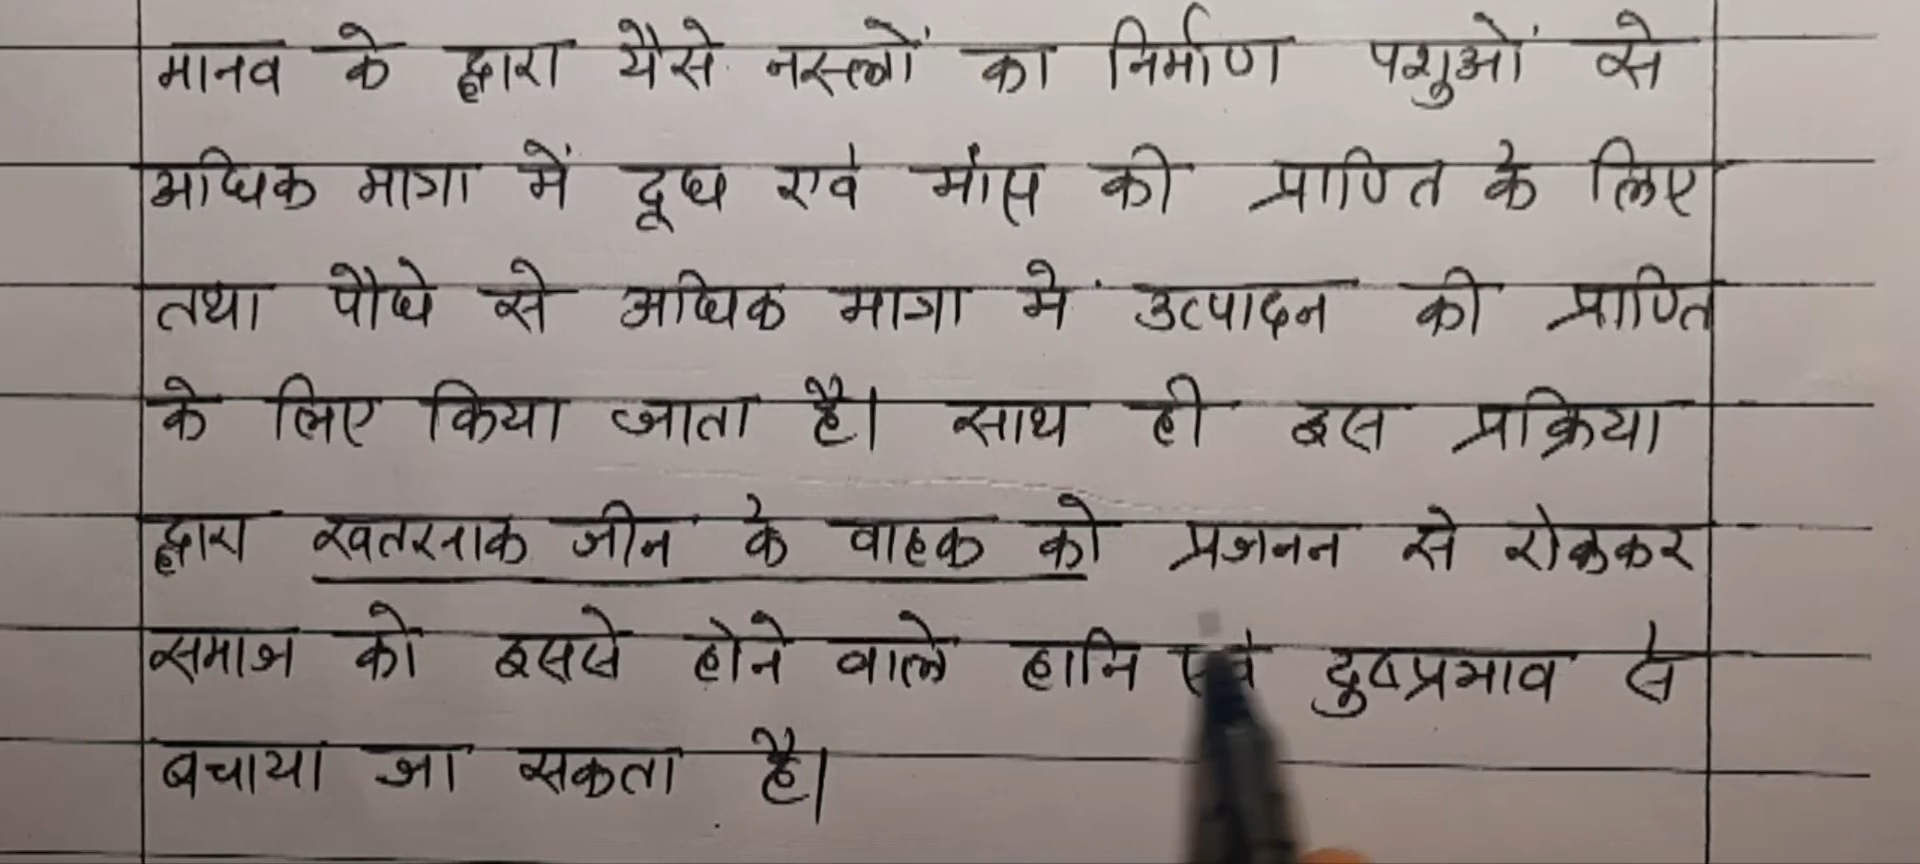 मानव के द्वारा यैसे नस्लों का निर्माण पशुओं से
अधिक मात्रा में दूध एवं मांस की प्राप्ति के लिए
तथा पौधे से अधिक मात्रा में उत्पादन की प्राप्ति
के लिए किया जाता है। साथ ही इस प्रक्रिया
द्वारा खतरनाक जीन के वाहक को प्रजनन से रोककर
समाज को इससे होने वाले हानि एवं दुष्प्रभाव से
बचाया जा सकता है।